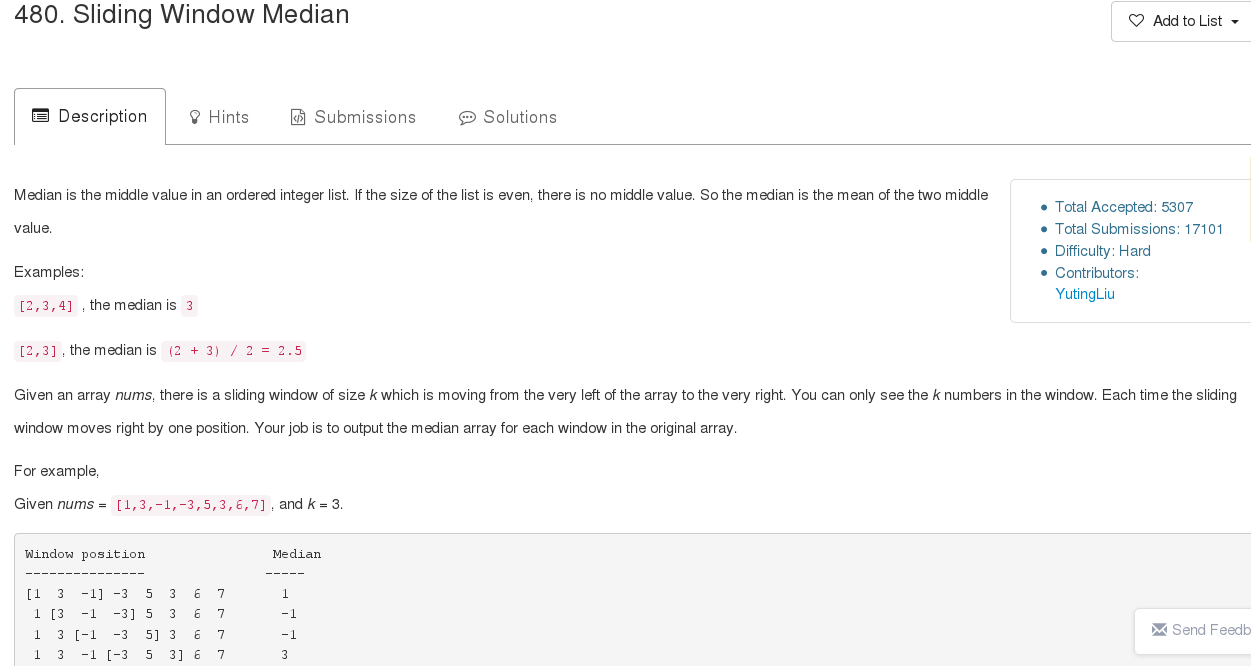 480. Sliding Window Median
Add to List
Description
Hints
Submissions
Solutions
Median is the middle value in an ordered integer list. If the size of the list is even, there is no middle value. So the median is the mean of the two middle
value.
Total Accepted: 5307
Total Submissions: 17101
Difficulty: Hard
Contributors:
YutingLiu
Examples:
[2,3,4] , the median is 3
[2,3], the median is (2 + 3) / 2 = 2.5
Given an array nums, there is a sliding window of size k which is moving from the very left of the array to the very right. You can only see the k numbers in the window. Each time the sliding
window moves right by one position. Your job is to output the median array for each window in the original array.
For example,
Given nums = [1,3,-1,-3,5,3,6,7], and k = 3.
Window position                Median
---------------               -----
[1  3  -1] -3  5  3  6  7       1
 1 [3  -1  -3] 5  3  6  7       -1
 1  3 [-1  -3  5] 3  6  7       -1
 1  3  -1 [-3  5  3] 6  7       3
Send Feedb